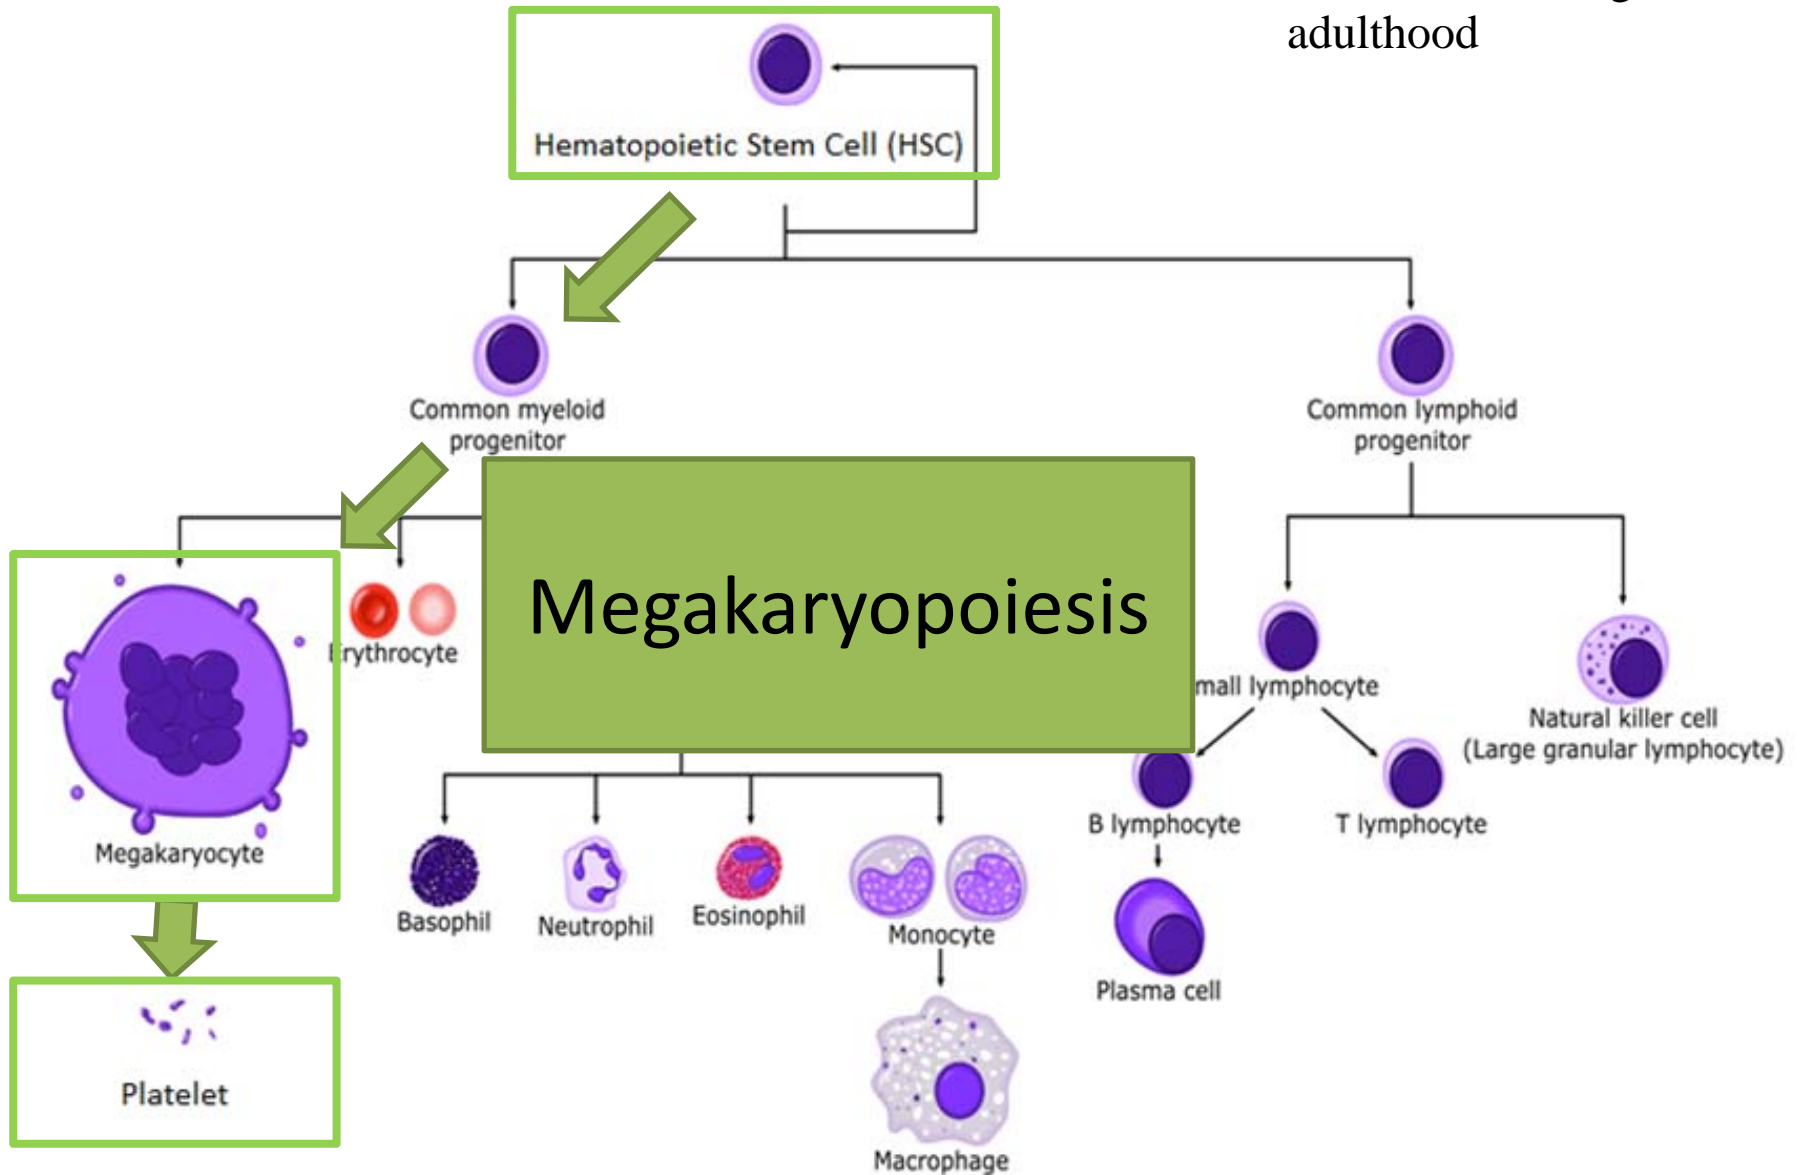 adulthood
Hematopoietic Stem Cell (HSC)
Common myeloid
progenitor
Common lymphoid
progenitor
Megakaryopoiesis
Erythrocyte
mall lymphocyte
Natural killer cell
(Large granular lymphocyte)
B lymphocyte
T lymphocyte
Megakaryocyte
Basophil
Neutrophil
Eosinophil
Monocyte
Plasma cell
Platelet
Macrophage